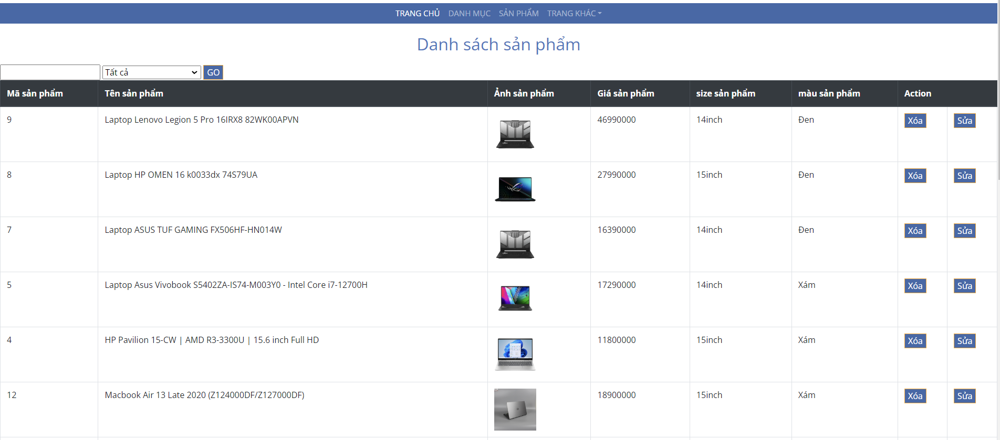 TRANG CHỦ DANH MỤC SẢN PHẨM TRANG KHÁC
Danh sách sản phẩm
Tất cả GO
Mã sản phẩm Tên sản phẩm Ảnh sản phẩm Giá sản phẩm size sản phẩm màu sản phẩm Action
9 Laptop Lenovo Legion 5 Pro 16IRX8 82WK00APVN TUF 46990000 14inch Đen Xóa Sửa
8 Laptop HP OMEN 16 k0033dx 74S79UA 27990000 15inch Đen Xóa Sửa
7 Laptop ASUS TUF GAMING FX506HF-HN014W TUF 16390000 14inch Đen Xóa Sửa
5 Laptop Asus Vivobook S5402ZA-IS74-M003Y0 - Intel Core i7-12700H 17290000 14inch Xám Xóa Sửa
4 HP Pavilion 15-CW | AMD R3-3300U | 15.6 inch Full HD 11800000 15inch Xám Xóa Sửa
12 Macbook Air 13 Late 2020 (Z124000DF/Z127000DF) 18900000 15inch Xám Xóa Sửa